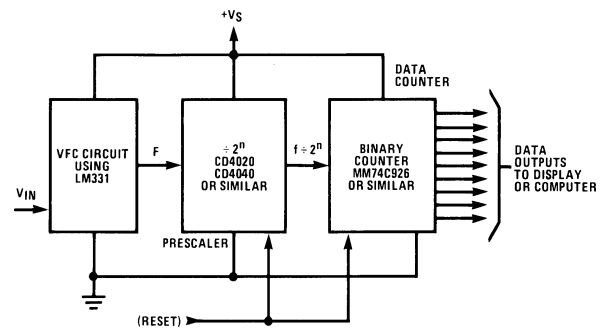 +VS
DATA
COUNTER
VFC CIRCUIT
USING
LM331
F
÷ 2ⁿ
CD4020
CD4040
OR SIMILAR
f ÷ 2ⁿ
BINARY
COUNTER
MM74C926
OR SIMILAR
DATA
OUTPUTS
TO DISPLAY
OR COMPUTER
VIN
PRESCALER
(RESET)